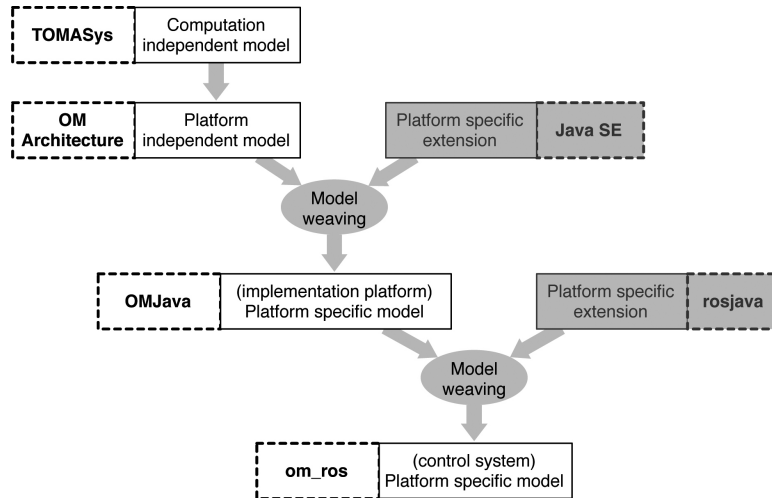 TOMASys
Computation
independent model
OM
Architecture
Platform
independent model
Platform specific
extension
Java SE
Model
weaving
OMJava
(implementation platform)
Platform specific model
Platform specific
extension
rosjava
Model
weaving
om_ros
(control system)
Platform specific model